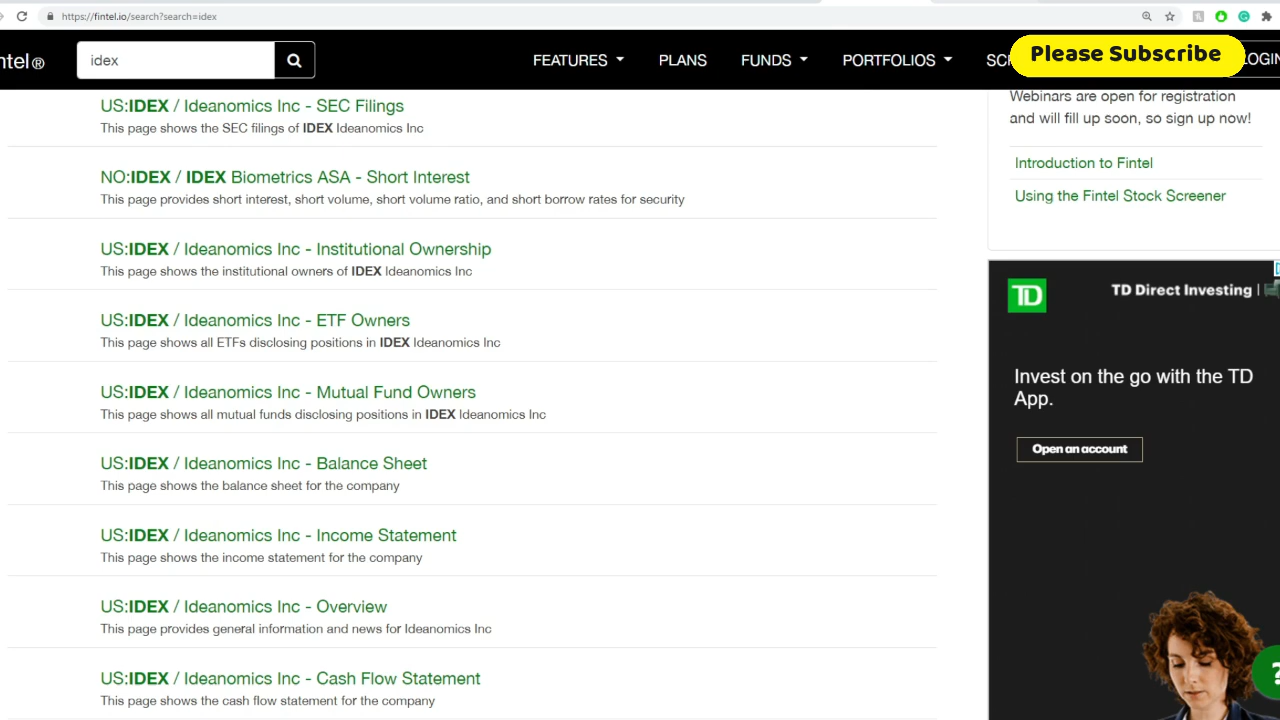 https://fintel.io/search?search=idex
ntel®
idex
FEATURES
PLANS
FUNDS
PORTFOLIOS
Please Subscribe
US:IDEX / Ideanomics Inc - SEC Filings
This page shows the SEC filings of IDEX Ideanomics Inc
NO:IDEX / IDEX Biometrics ASA - Short Interest
This page provides short interest, short volume, short volume ratio, and short borrow rates for security
US:IDEX / Ideanomics Inc - Institutional Ownership
This page shows the institutional owners of IDEX Ideanomics Inc
US:IDEX / Ideanomics Inc - ETF Owners
This page shows all ETFs disclosing positions in IDEX Ideanomics Inc
US:IDEX / Ideanomics Inc - Mutual Fund Owners
This page shows all mutual funds disclosing positions in IDEX Ideanomics Inc
US:IDEX / Ideanomics Inc - Balance Sheet
This page shows the balance sheet for the company
US:IDEX / Ideanomics Inc - Income Statement
This page shows the income statement for the company
US:IDEX / Ideanomics Inc - Overview
This page provides general information and news for Ideanomics Inc
US:IDEX / Ideanomics Inc - Cash Flow Statement
This page shows the cash flow statement for the company
Webinars are open for registration
and will fill up soon, so sign up now!
Introduction to Fintel
Using the Fintel Stock Screener
TD
TD Direct Investing |
Invest on the go with the TD
App.
Open an account
?